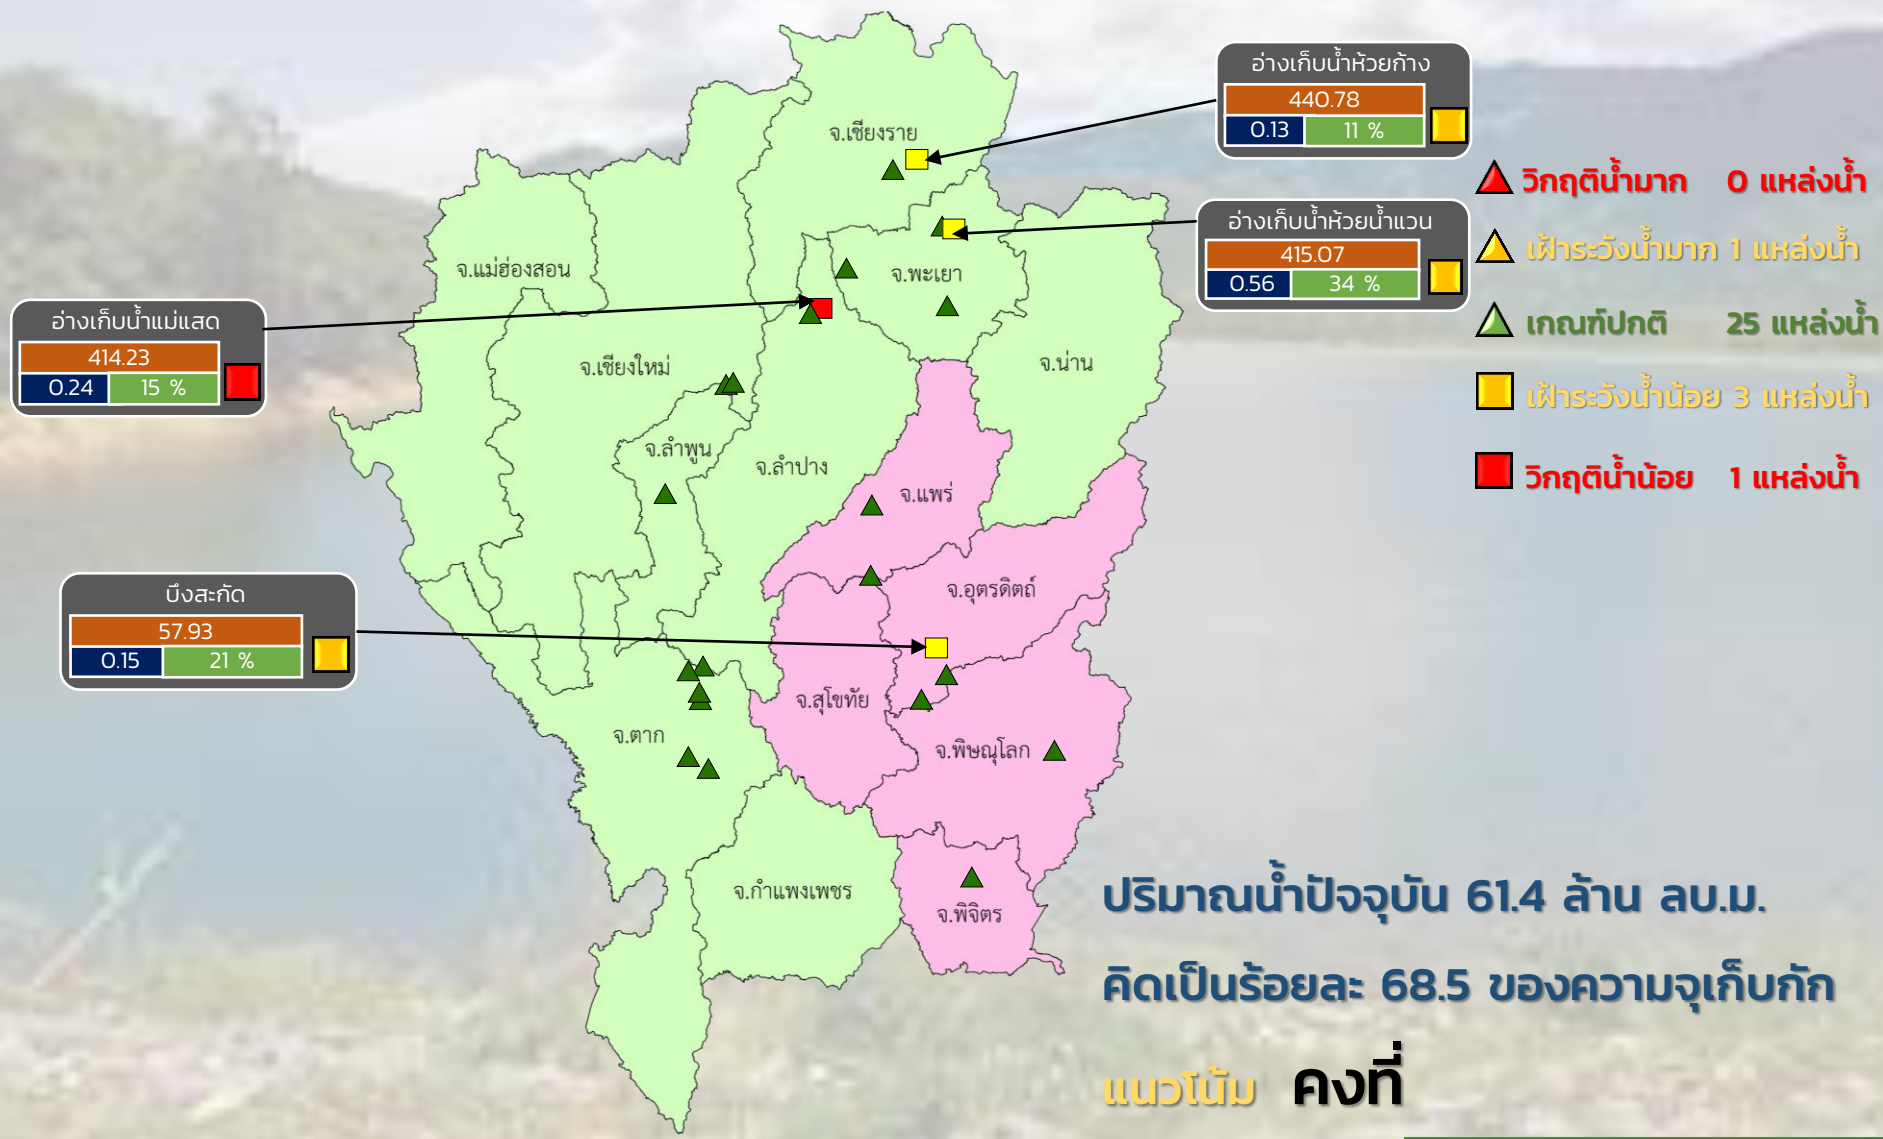 อ่างเก็บน้ำห้วยก้าง
440.78
0.13 11 %
จ.เชียงราย
วิกฤติน้ำมาก 0 แหล่งน้ำ
อ่างเก็บน้ำห้วยน้ำแวน
415.07
0.56 34 %
เฝ้าระวังน้ำมาก 1 แหล่งน้ำ
จ.แม่ฮ่องสอน
จ.พะเยา
อ่างเก็บน้ำแม่แสด
414.23
0.24 15 %
เกณฑ์ปกติ 25 แหล่งน้ำ
จ.เชียงใหม่
จ.น่าน
เฝ้าระวังน้ำน้อย 3 แหล่งน้ำ
จ.ลำพูน
จ.ลำปาง
วิกฤติน้ำน้อย 1 แหล่งน้ำ
จ.แพร่
บึงสะกัด
57.93
0.15 21 %
จ.อุตรดิตถ์
จ.สุโขทัย
จ.ตาก
จ.พิษณุโลก
จ.กำแพงเพชร
จ.พิจิตร
ปริมาณน้ำปัจจุบัน 61.4 ล้าน ลบ.ม.
คิดเป็นร้อยละ 68.5 ของความจุเก็บกัก
แนวโน้ม คงที่